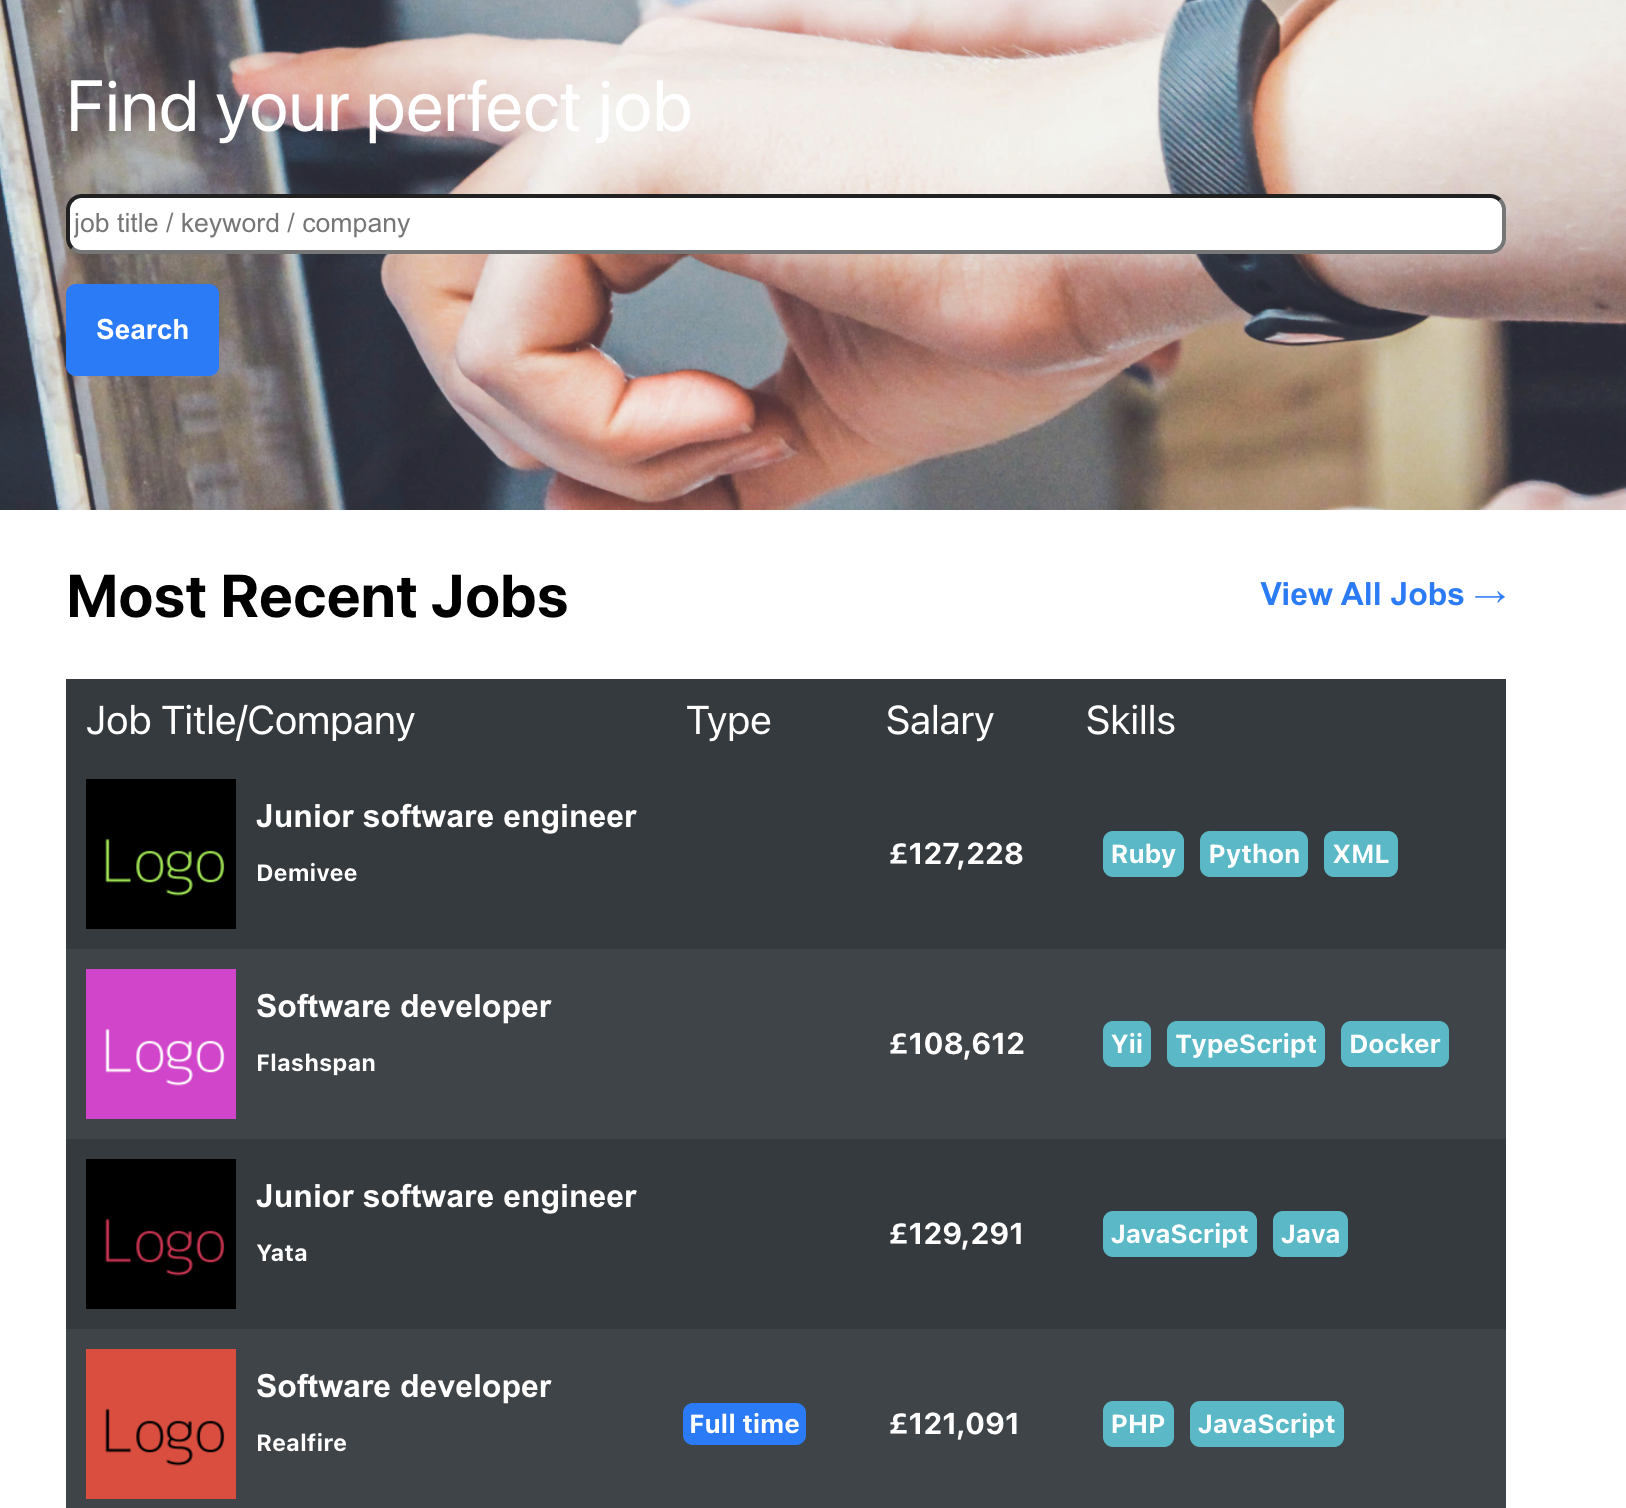 Find your perfect job
job title / keyword / company
Search
Most Recent Jobs
View All Jobs →
Job Title/Company Type Salary Skills
Logo
Junior software engineer
Demivee
£127,228
Ruby Python XML
Logo
Software developer
Flashspan
£108,612
Yii TypeScript Docker
Logo
Junior software engineer
Yata
£129,291
JavaScript Java
Logo
Software developer
Realfire
Full time
£121,091
PHP JavaScript